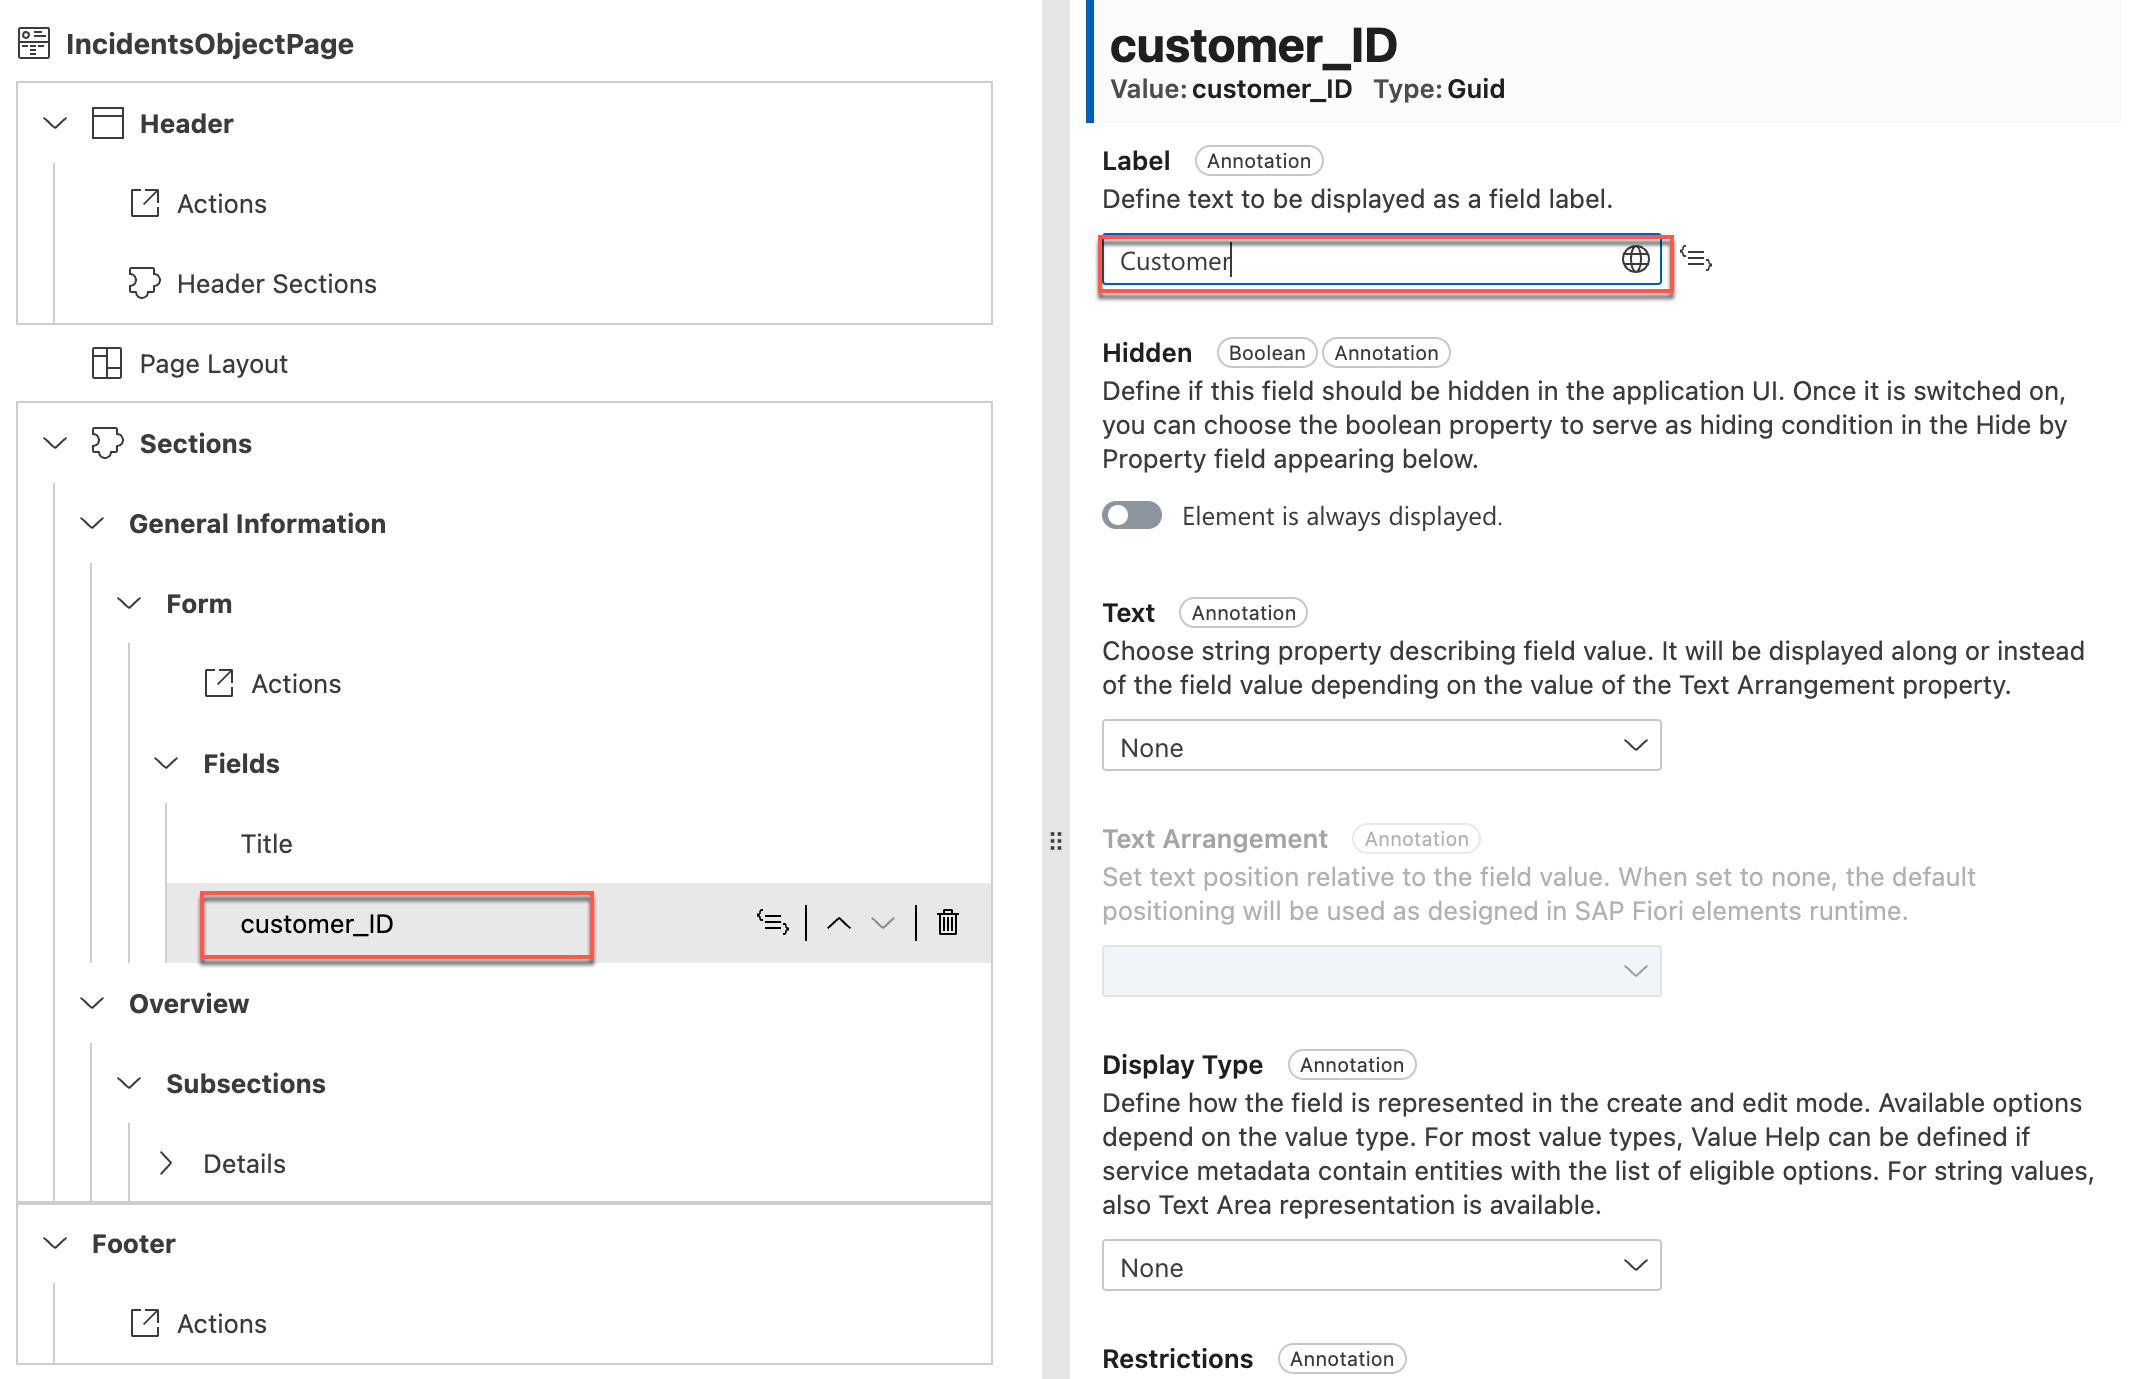 IncidentsObjectPage
Header
Actions
Header Sections
Page Layout
Sections
General Information
Form
Actions
Fields
Title
customer_ID
Overview
Subsections
Details
Footer
Actions
customer_ID
Value: customer_ID Type: Guid
Label Annotation
Define text to be displayed as a field label.
Customer
Hidden Boolean Annotation
Define if this field should be hidden in the application UI. Once it is switched on,
you can choose the boolean property to serve as hiding condition in the Hide by
Property field appearing below.
Element is always displayed.
Text Annotation
Choose string property describing field value. It will be displayed along or instead
of the field value depending on the value of the Text Arrangement property.
None
Text Arrangement Annotation
Set text position relative to the field value. When set to none, the default
positioning will be used as designed in SAP Fiori elements runtime.
Display Type Annotation
Define how the field is represented in the create and edit mode. Available options
depend on the value type. For most value types, Value Help can be defined if
service metadata contain entities with the list of eligible options. For string values,
also Text Area representation is available.
None
Restrictions Annotation